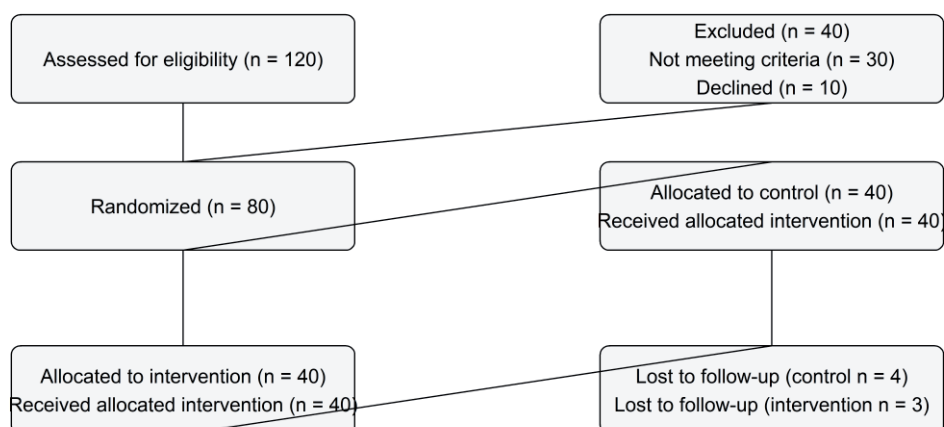 Assessed for eligibility (n = 120)
Excluded (n = 40)
Not meeting criteria (n = 30)
Declined (n = 10)
Randomized (n = 80)
Allocated to control (n = 40)
Received allocated intervention (n = 40)
Allocated to intervention (n = 40)
Received allocated intervention (n = 40)
Lost to follow-up (control n = 4)
Lost to follow-up (intervention n = 3)